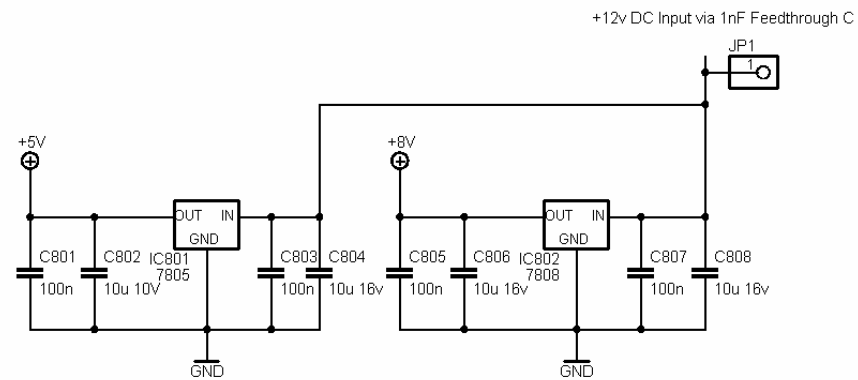 +12v DC Input via 1nF Feedthrough C
JP1
1
+5V
+8V
OUT IN
GND
OUT IN
GND
C801
100n
C802
10u 10V
IC801
7805
C803
100n
C804
10u 16v
C805
100n
C806
10u 16v
IC802
7808
C807
100n
C808
10u 16v
GND
GND